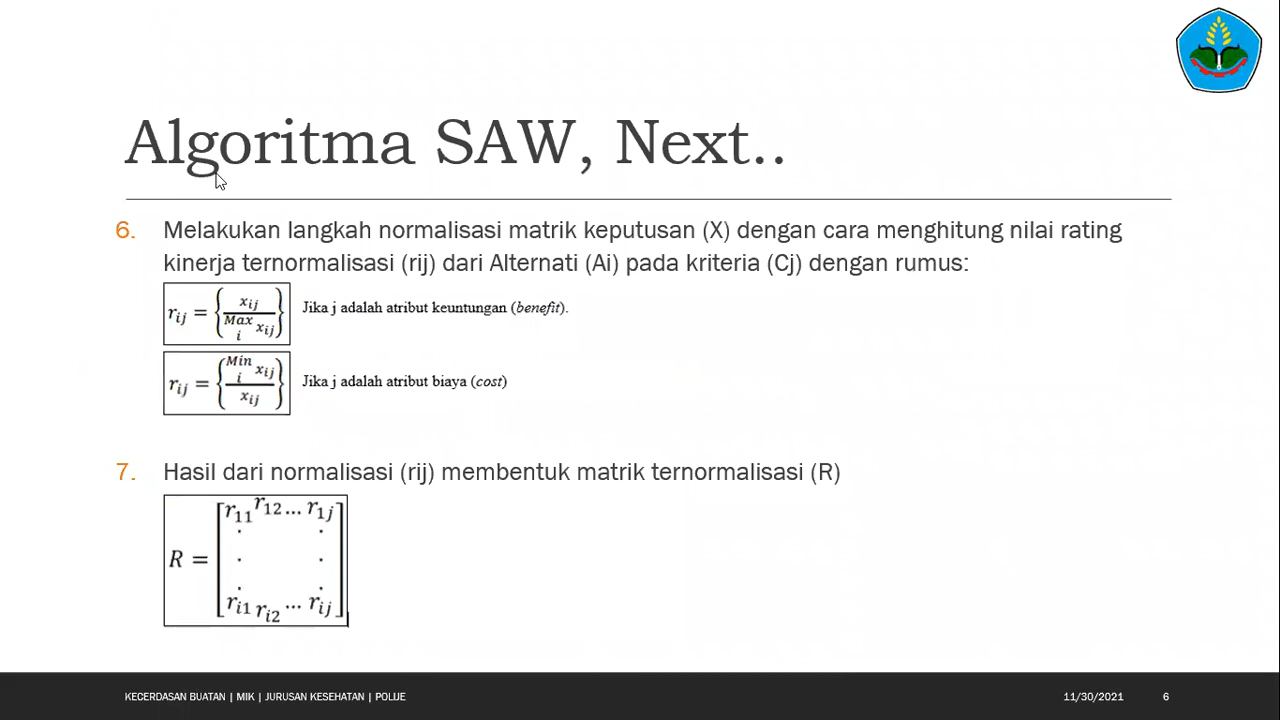 Algoritma SAW, Next..
6. Melakukan langkah normalisasi matrik keputusan (X) dengan cara menghitung nilai rating
kinerja ternormalisasi (rij) dari Alternati (Ai) pada kriteria (Cj) dengan rumus:
r_ij = { x_ij / Max_i x_ij } Jika j adalah atribut keuntungan (benefit).
r_ij = { Min_i x_ij / x_ij } Jika j adalah atribut biaya (cost)
7. Hasil dari normalisasi (rij) membentuk matrik ternormalisasi (R)
r11 r12 ... r1j
. .
R = . .
. .
ri1 ri2 ... rij
KECERDASAN BUATAN | MIK | JURUSAN KESEHATAN | POLIJE 11/30/2021 6